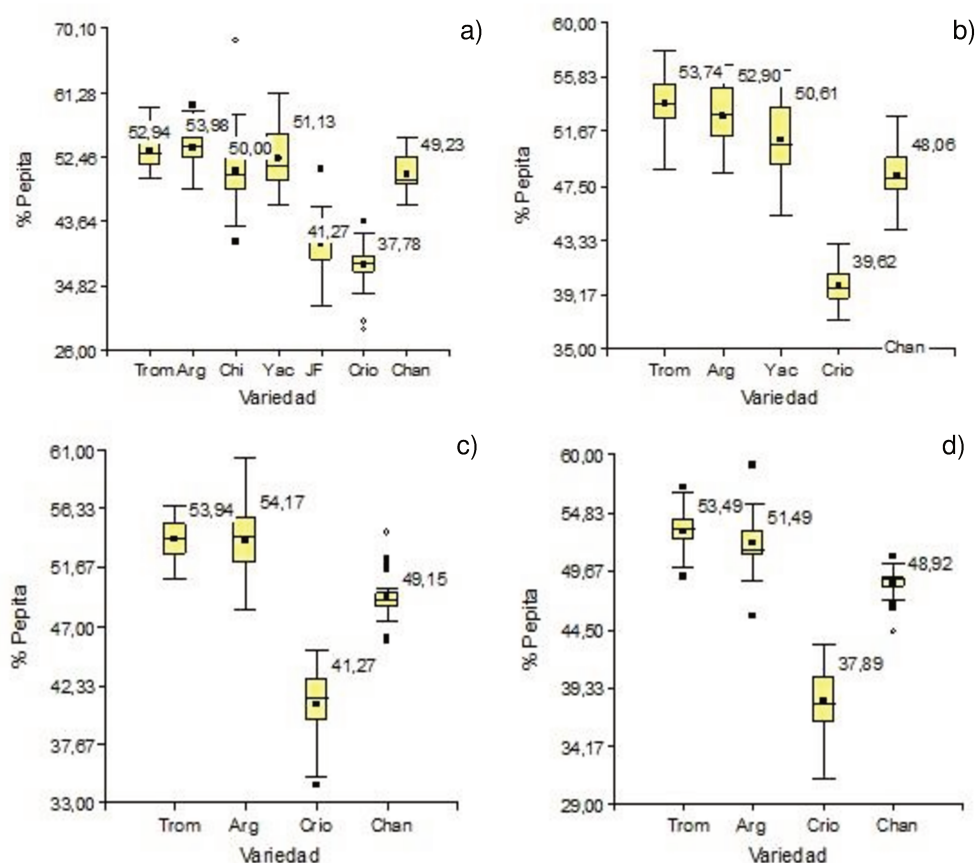 a)
70,10
61,28
52,46
43,64
34,82
26,00
% Pepita
52,94
53,98
50,00
51,13
41,27
37,78
49,23
Trom Arg Chi Yac JF Crio Chan
Variedad
b)
60,00
55,83
51,67
47,50
43,33
39,17
35,00
% Pepita
53,74
52,90
50,61
39,62
48,06
Trom Arg Yac Crio Chan
Variedad
c)
61,00
56,33
51,67
47,00
42,33
37,67
33,00
% Pepita
53,94
54,17
41,27
49,15
Trom Arg Crio Chan
Variedad
d)
60,00
54,83
49,67
44,50
39,33
34,17
29,00
% Pepita
53,49
51,49
37,89
48,92
Trom Arg Crio Chan
Variedad